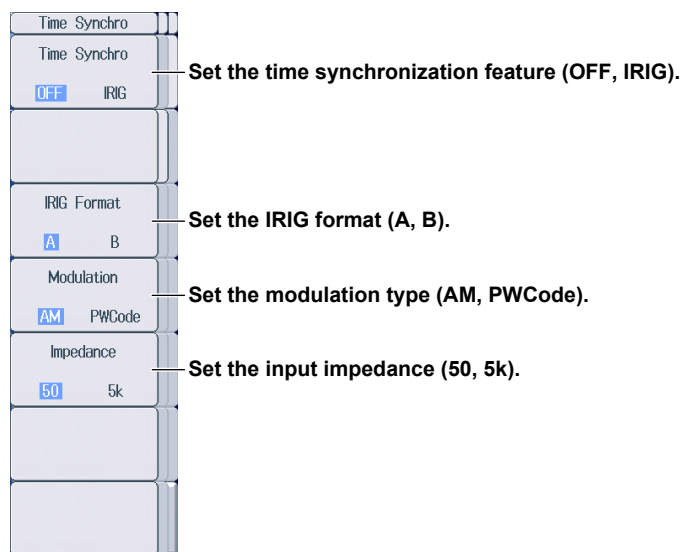 Time Synchro
Time Synchro
OFF IRIG
Set the time synchronization feature (OFF, IRIG).
IRIG Format
A B
Set the IRIG format (A, B).
Modulation
AM PWCode
Set the modulation type (AM, PWCode).
Impedance
50 5k
Set the input impedance (50, 5k).